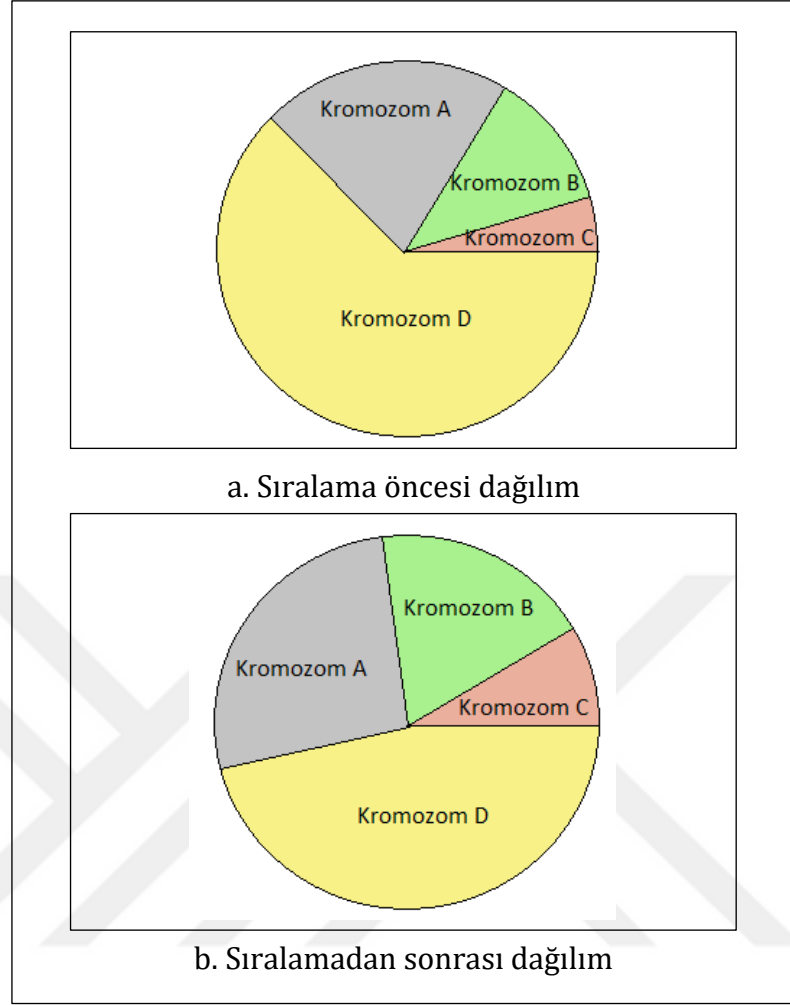 Kromozom A
Kromozom B
Kromozom C
Kromozom D
a. Sıralama öncesi dağılım
Kromozom B
Kromozom A
Kromozom C
Kromozom D
b. Sıralamadan sonrası dağılım